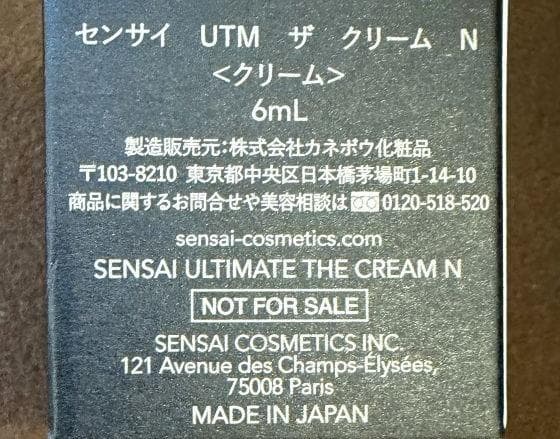 センサイ UTM ザ クリーム N
<クリーム>
6mL
製造販売元:株式会社カネボウ化粧品
〒103-8210 東京都中央区日本橋茅場町1-14-10
商品に関するお問合せや美容相談は 0120-518-520
sensai-cosmetics.com
SENSAI ULTIMATE THE CREAM N
NOT FOR SALE
SENSAI COSMETICS INC.
121 Avenue des Champs-Élysées,
75008 Paris
MADE IN JAPAN